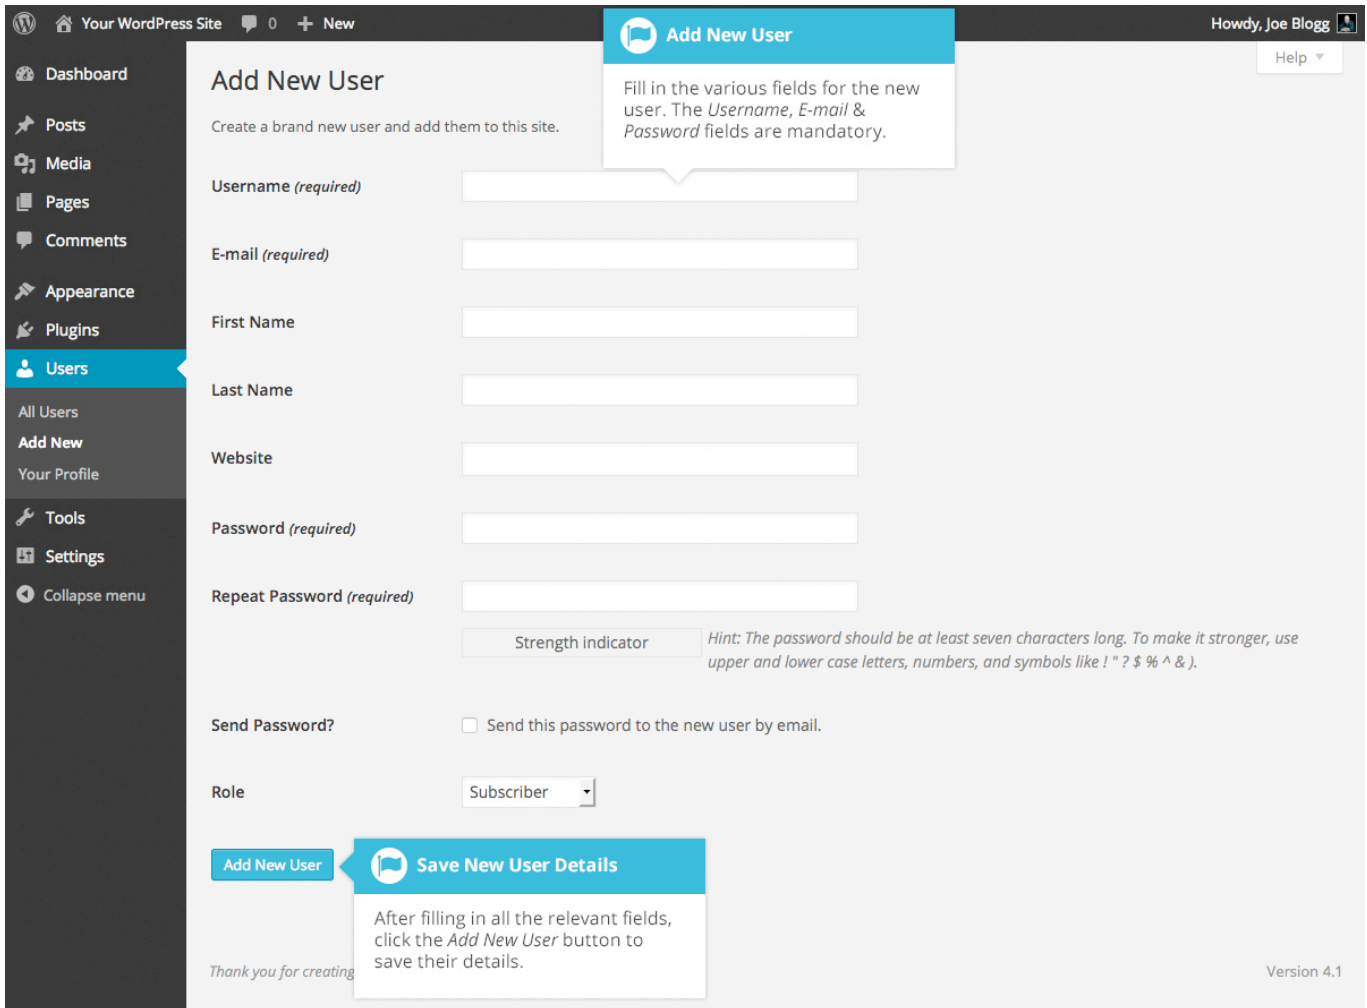 Your WordPress Site 0 + New
Howdy, Joe Blogg
Help
Dashboard
Posts
Media
Pages
Comments
Appearance
Plugins
Users
All Users
Add New
Your Profile
Tools
Settings
Collapse menu
Add New User
Create a brand new user and add them to this site.
Add New User
Fill in the various fields for the new
user. The Username, E-mail &
Password fields are mandatory.
Username (required)
E-mail (required)
First Name
Last Name
Website
Password (required)
Repeat Password (required)
Strength indicator
Hint: The password should be at least seven characters long. To make it stronger, use
upper and lower case letters, numbers, and symbols like ! " ? $ % ^ & ).
Send Password?
Send this password to the new user by email.
Role
Subscriber
Add New User
Save New User Details
After filling in all the relevant fields,
click the Add New User button to
save their details.
Thank you for creating
Version 4.1